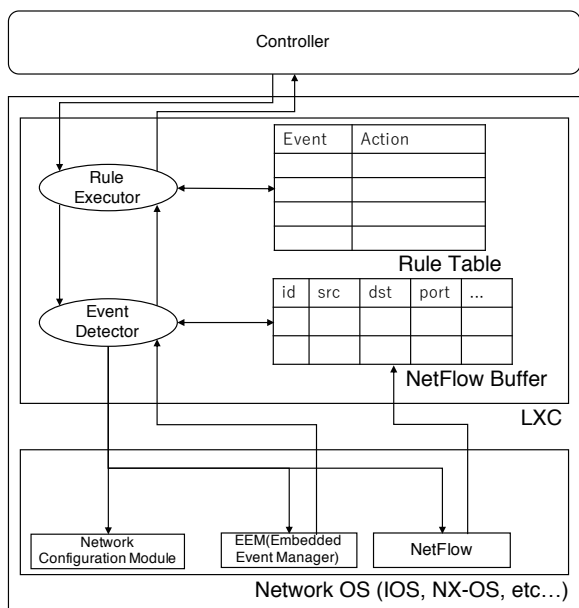 Controller
Event Action
Rule
Executor
Rule Table
id src dst port ...
Event
Detector
NetFlow Buffer
LXC
Network
Configuration Module
EEM(Embedded
Event Manager)
NetFlow
Network OS (IOS, NX-OS, etc…)